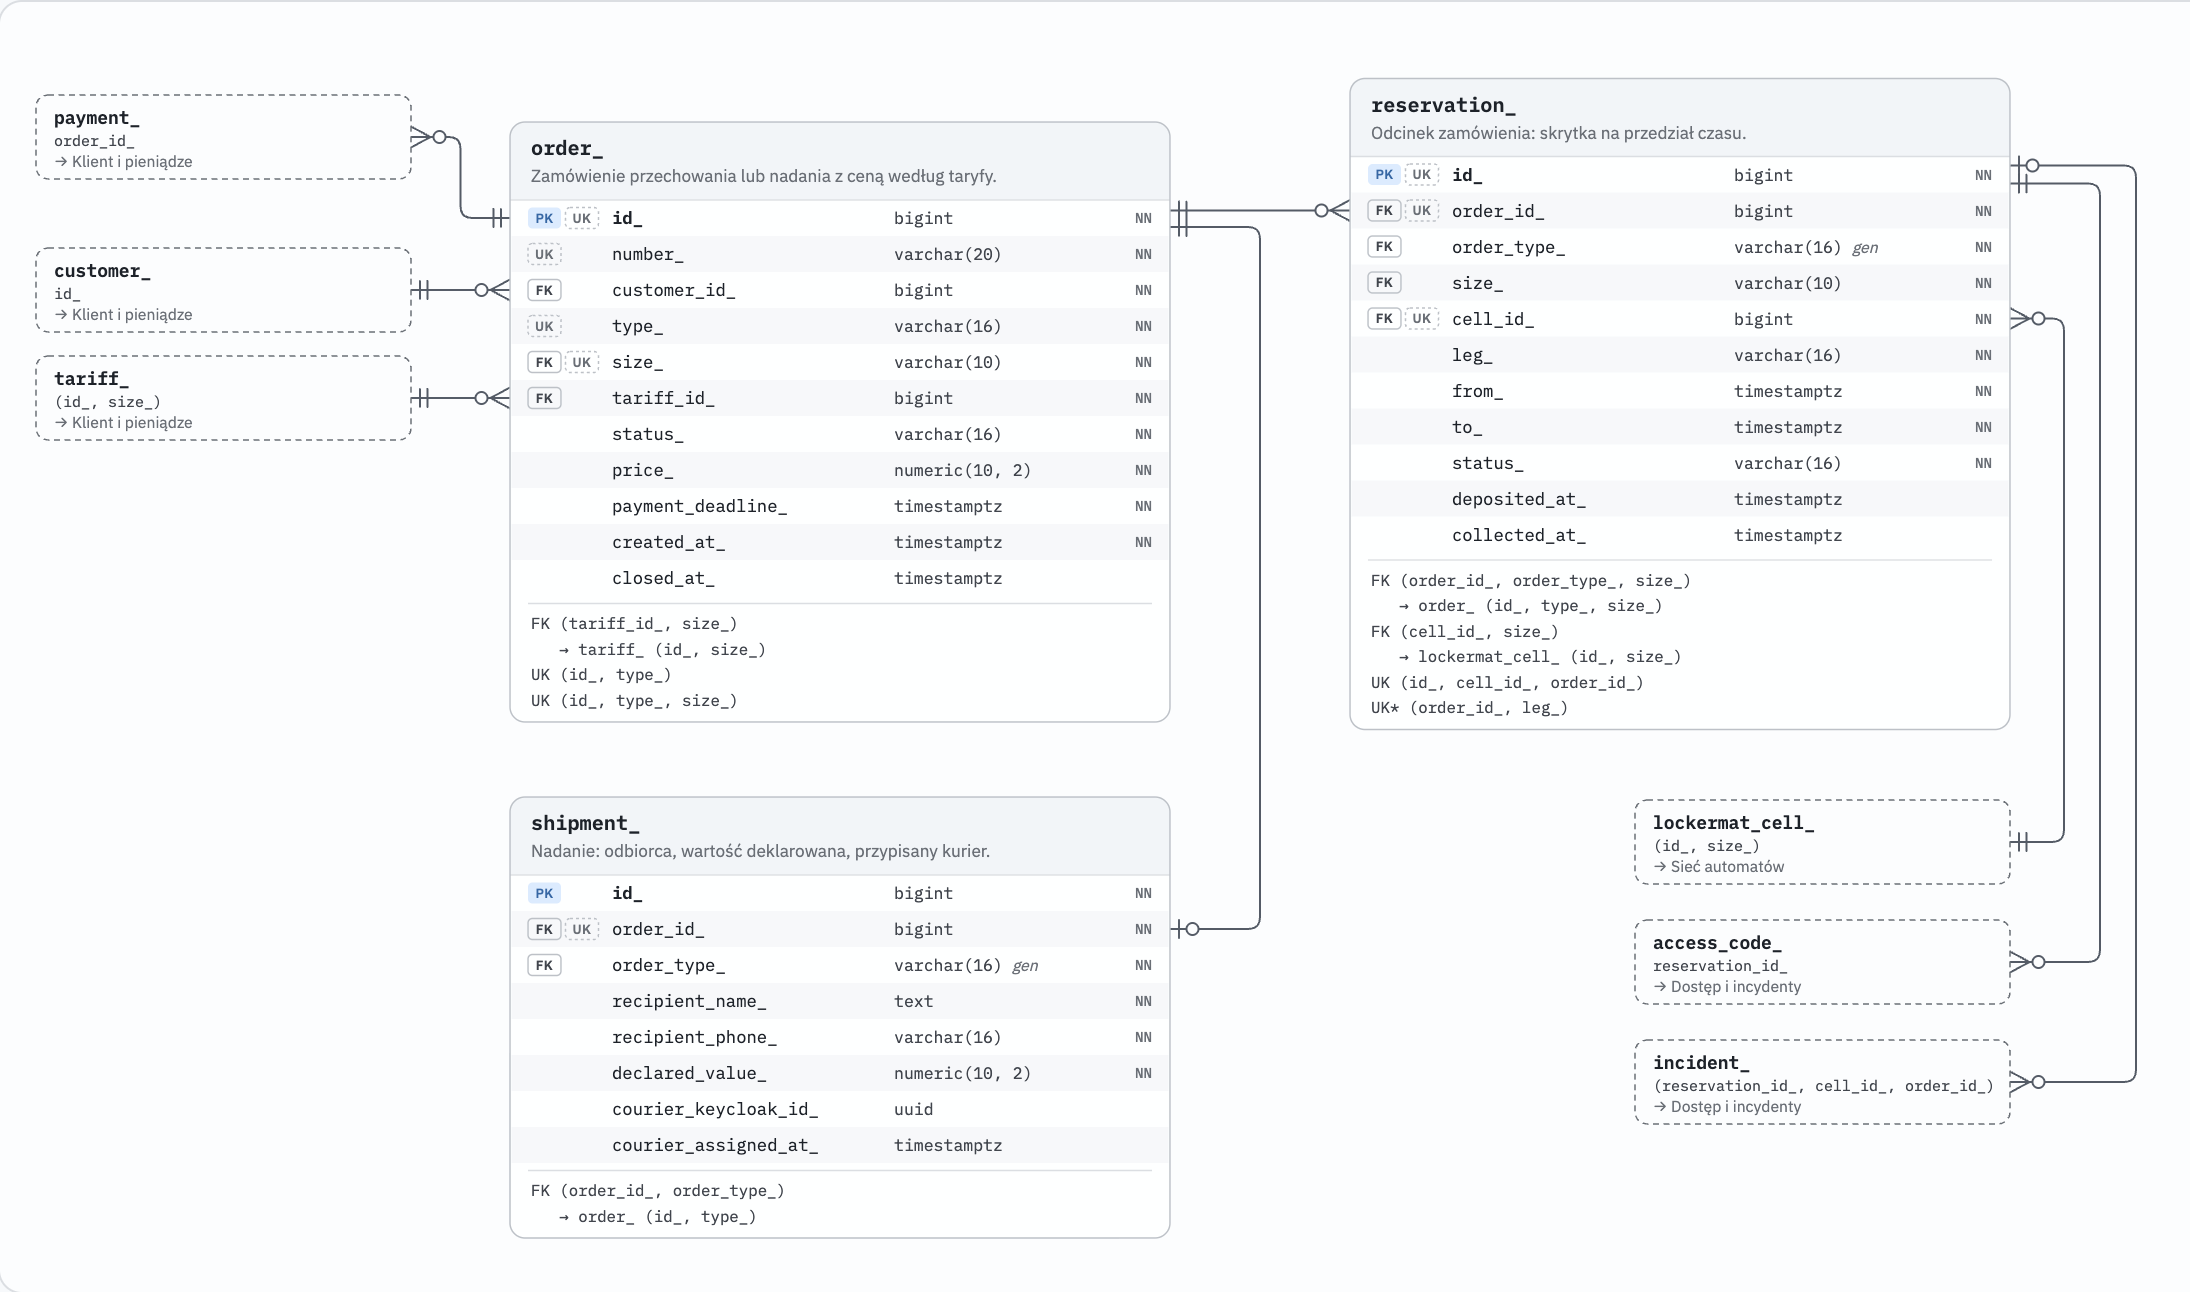 payment_
order_id_
→ Klient i pieniądze
customer_
id_
→ Klient i pieniądze
tariff_
(id_, size_)
→ Klient i pieniądze
order_
Zamówienie przechowania lub nadania z ceną według taryfy.
PK UK id_ bigint NN
UK number_ varchar(20) NN
FK customer_id_ bigint NN
UK type_ varchar(16) NN
FK UK size_ varchar(10) NN
FK tariff_id_ bigint NN
status_ varchar(16) NN
price_ numeric(10, 2) NN
payment_deadline_ timestamptz NN
created_at_ timestamptz NN
closed_at_ timestamptz
FK (tariff_id_, size_)
→ tariff_ (id_, size_)
UK (id_, type_)
UK (id_, type_, size_)
shipment_
Nadanie: odbiorca, wartość deklarowana, przypisany kurier.
PK id_ bigint NN
FK UK order_id_ bigint NN
FK order_type_ varchar(16) gen NN
recipient_name_ text NN
recipient_phone_ varchar(16) NN
declared_value_ numeric(10, 2) NN
courier_keycloak_id_ uuid
courier_assigned_at_ timestamptz
FK (order_id_, order_type_)
→ order_ (id_, type_)
reservation_
Odcinek zamówienia: skrytka na przedział czasu.
PK UK id_ bigint NN
FK UK order_id_ bigint NN
FK order_type_ varchar(16) gen NN
FK size_ varchar(10) NN
FK UK cell_id_ bigint NN
leg_ varchar(16) NN
from_ timestamptz NN
to_ timestamptz NN
status_ varchar(16) NN
deposited_at_ timestamptz
collected_at_ timestamptz
FK (order_id_, order_type_, size_)
→ order_ (id_, type_, size_)
FK (cell_id_, size_)
→ lockermat_cell_ (id_, size_)
UK (id_, cell_id_, order_id_)
UK* (order_id_, leg_)
lockermat_cell_
(id_, size_)
→ Sieć automatów
access_code_
reservation_id_
→ Dostęp i incydenty
incident_
(reservation_id_, cell_id_, order_id_)
→ Dostęp i incydenty